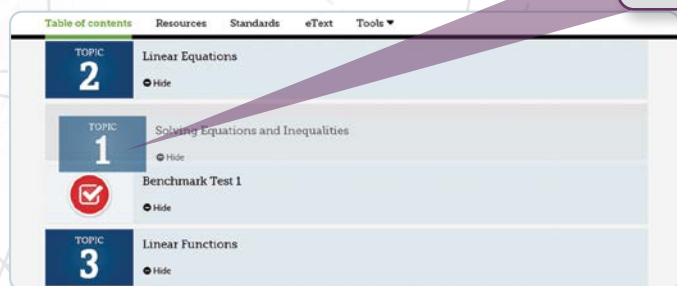 Table of contents Resources Standards eText Tools ▼
TOPIC
2
Linear Equations
Hide
TOPIC
1
Solving Equations and Inequalities
Hide
Benchmark Test 1
Hide
TOPIC
3
Linear Functions
Hide